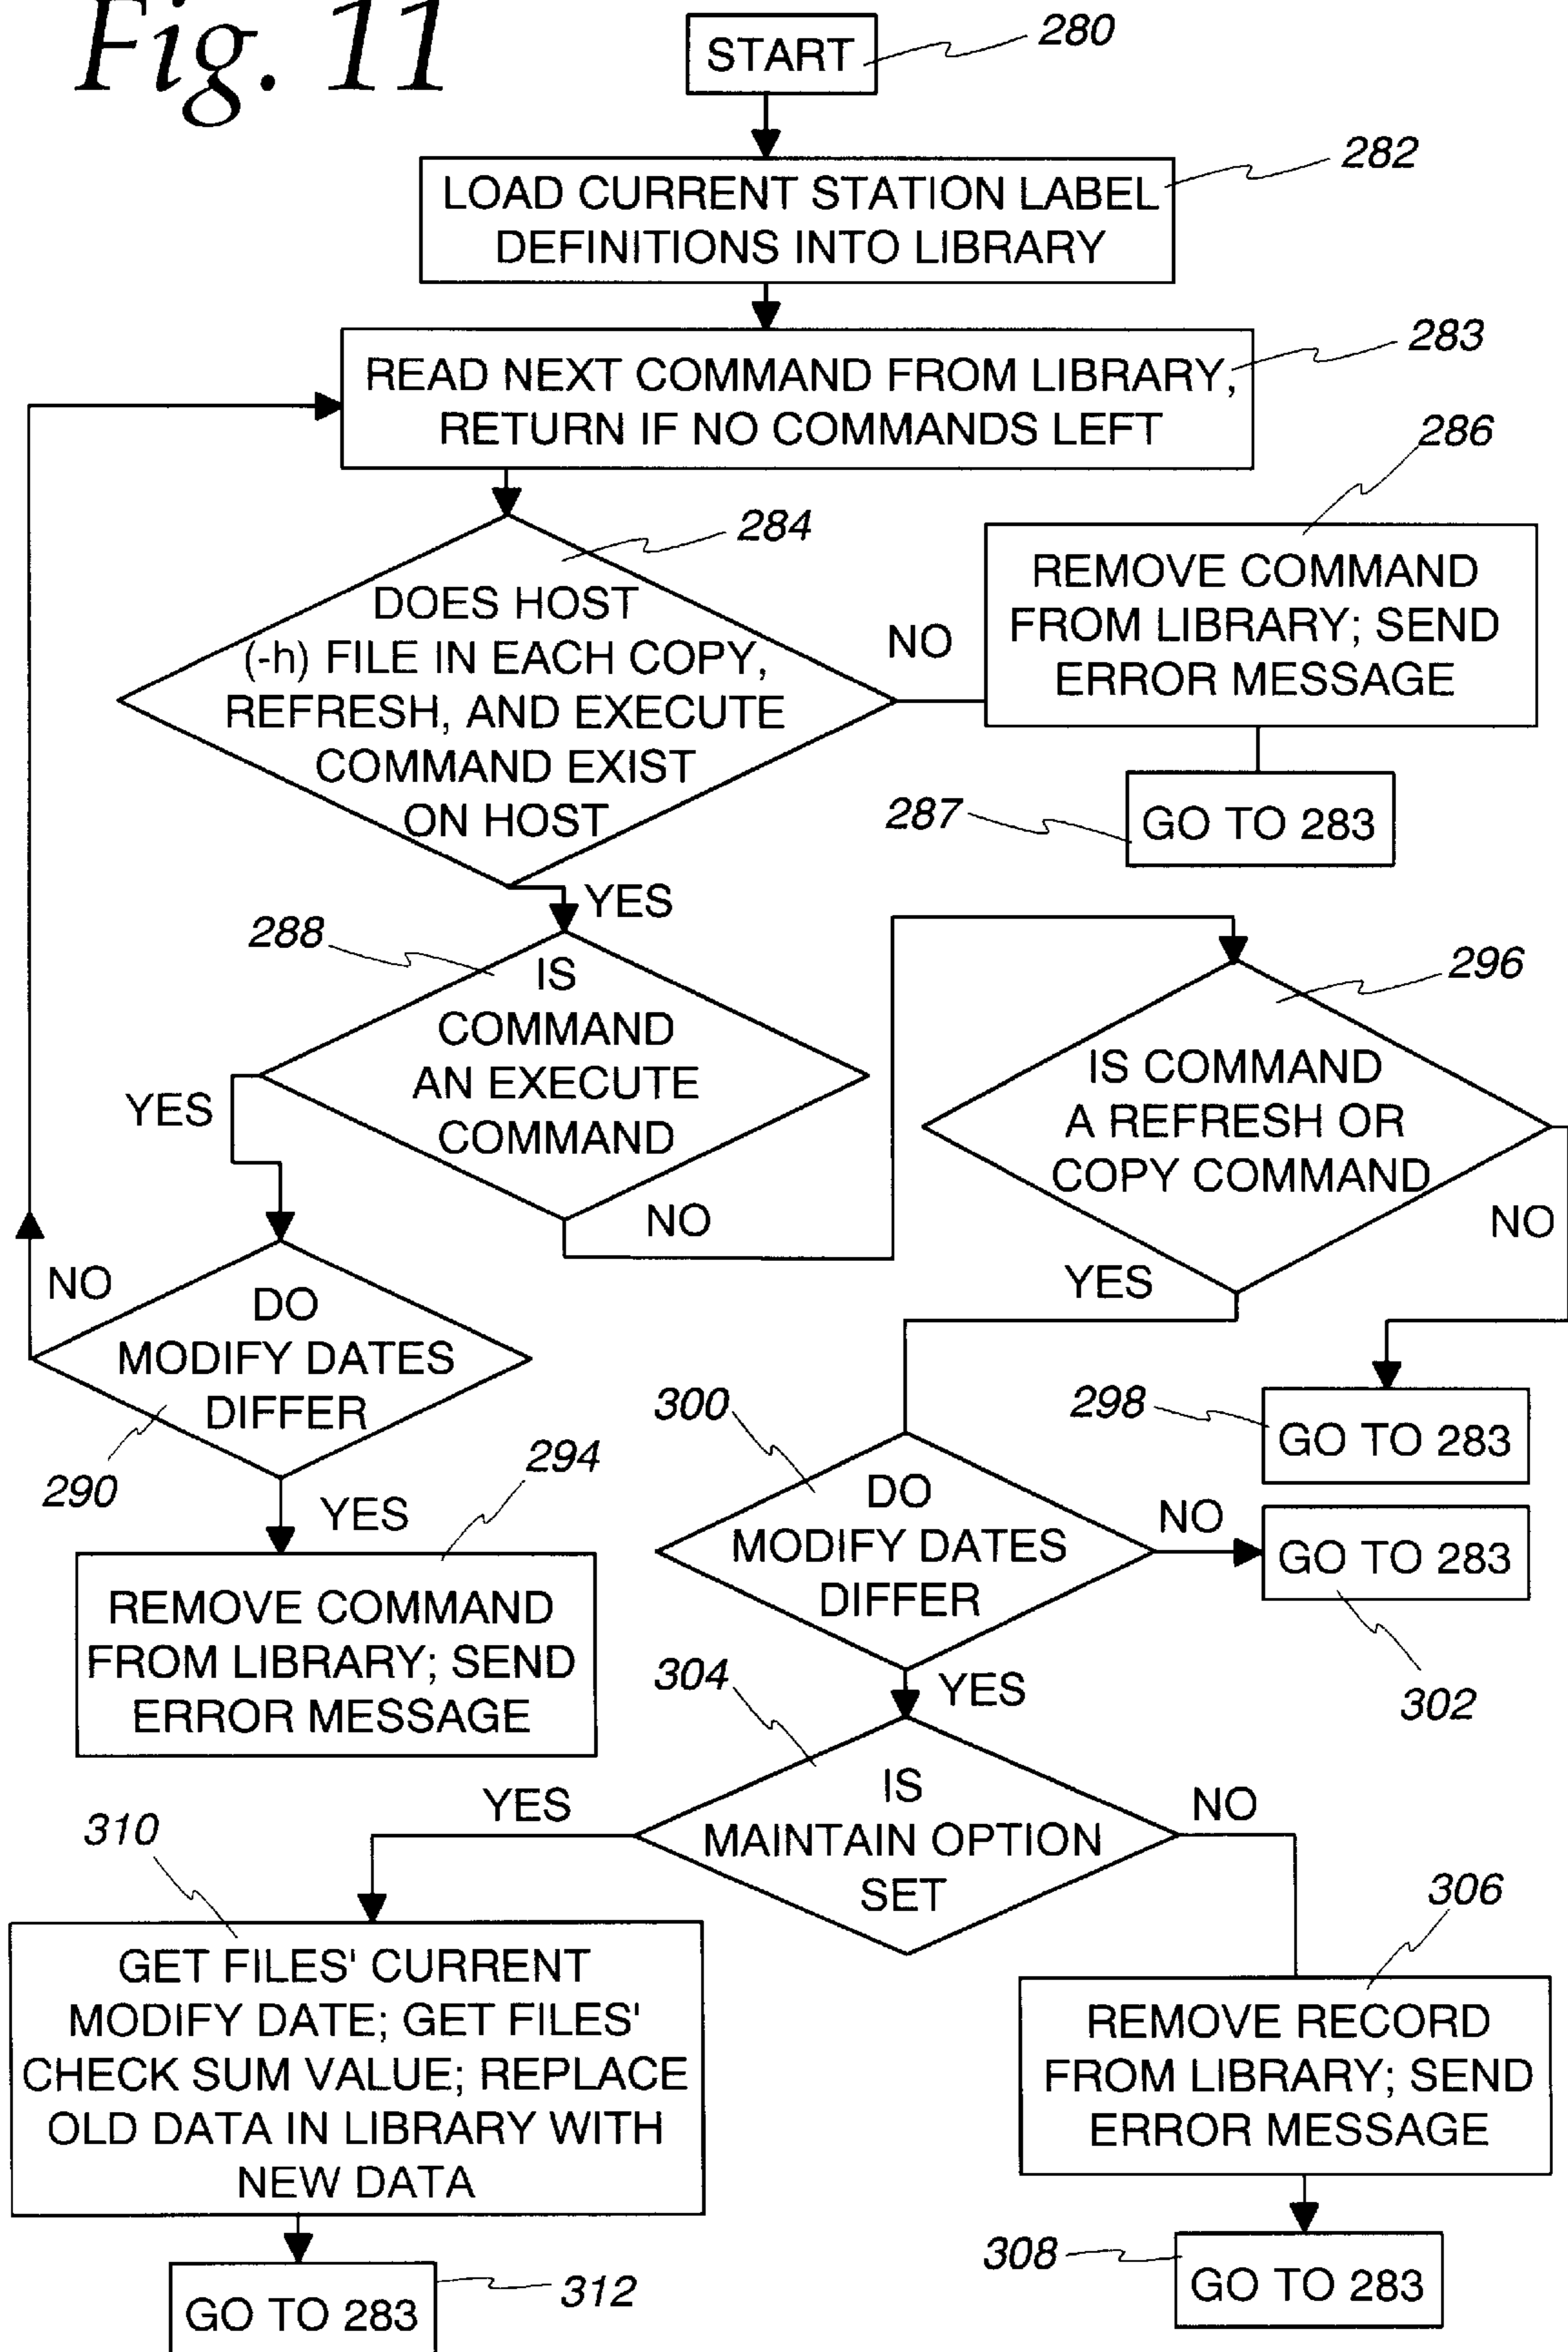 Fig. 11
START
280
LOAD CURRENT STATION LABEL
DEFINITIONS INTO LIBRARY
282
READ NEXT COMMAND FROM LIBRARY,
RETURN IF NO COMMANDS LEFT
283
284
DOES HOST
(-h) FILE IN EACH COPY,
REFRESH, AND EXECUTE
COMMAND EXIST
ON HOST
NO
286
REMOVE COMMAND
FROM LIBRARY; SEND
ERROR MESSAGE
287
GO TO 283
YES
288
IS
COMMAND
AN EXECUTE
COMMAND
YES
NO
296
IS COMMAND
A REFRESH OR
COPY COMMAND
NO
YES
298
GO TO 283
NO
DO
MODIFY DATES
DIFFER
290
YES
294
REMOVE COMMAND
FROM LIBRARY; SEND
ERROR MESSAGE
300
DO
MODIFY DATES
DIFFER
NO
GO TO 283
302
YES
304
IS
MAINTAIN OPTION
SET
YES
NO
310
GET FILES' CURRENT
MODIFY DATE; GET FILES'
CHECK SUM VALUE; REPLACE
OLD DATA IN LIBRARY WITH
NEW DATA
306
REMOVE RECORD
FROM LIBRARY; SEND
ERROR MESSAGE
308
GO TO 283
GO TO 283
312